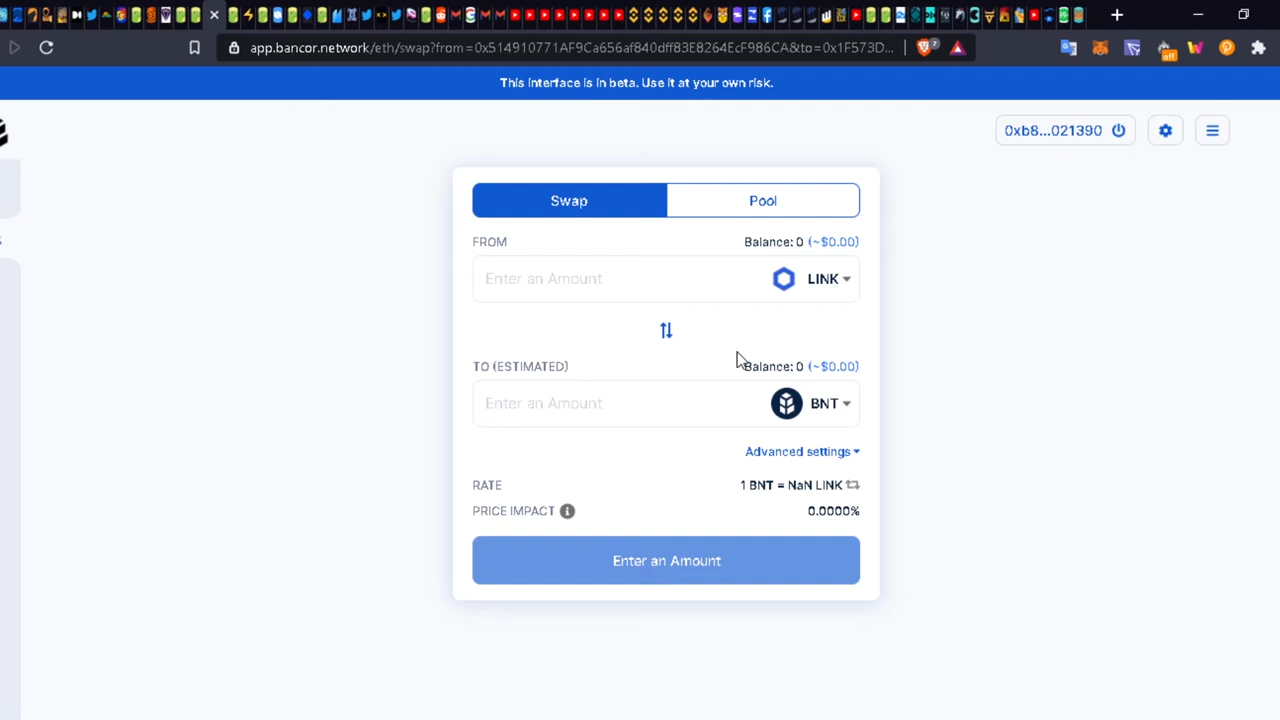 app.bancor.network/eth/swap?from=0x514910771AF9Ca656af840dff83E8264EcF986CA&to=0x1F573D...
2
off
This interface is in beta. Use it at your own risk.
0xb8...021390
Swap
Pool
FROM
Balance: 0 (~$0.00)
Enter an Amount
LINK
TO (ESTIMATED)
Balance: 0 (~$0.00)
Enter an Amount
BNT
Advanced settings
RATE
1 BNT = NaN LINK
PRICE IMPACT
0.0000%
Enter an Amount